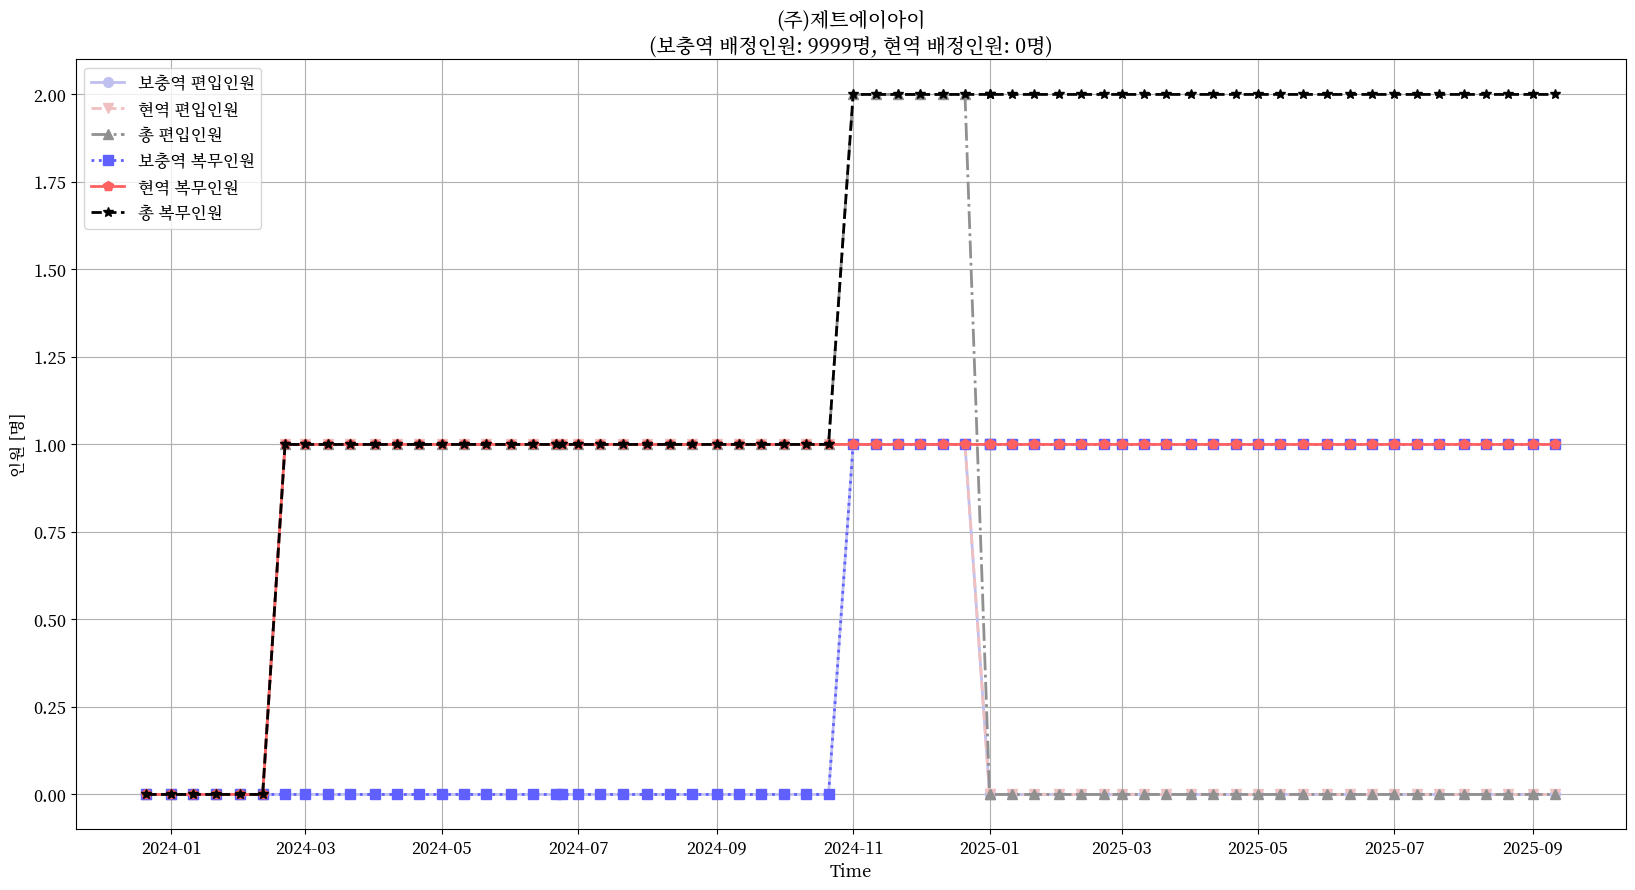 (주)제트에이아이
(보충역 배정인원: 9999명, 현역 배정인원: 0명)
보충역 편입인원
현역 편입인원
총 편입인원
보충역 복무인원
현역 복무인원
총 복무인원
2.00
1.75
1.50
1.25
1.00
0.75
0.50
0.25
0.00
인원 [명]
2024-01 2024-03 2024-05 2024-07 2024-09 2024-11 2025-01 2025-03 2025-05 2025-07 2025-09
Time